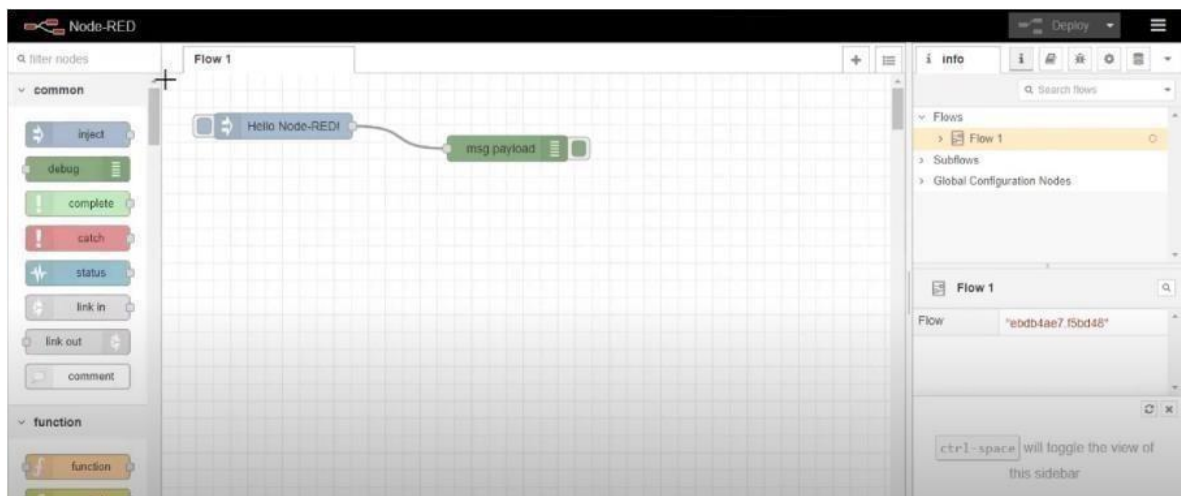 Node-RED
Deploy
filter nodes
Flow 1
info
i
common
Search flows
inject
Hello Node-RED!
Flows
debug
msg payload
Flow 1
complete
Subflows
catch
Global Configuration Nodes
status
link in
Flow 1
link out
Flow
"ebdb4ae7.f5bd48"
comment
function
ctrl-space will toggle the view of
this sidebar
function